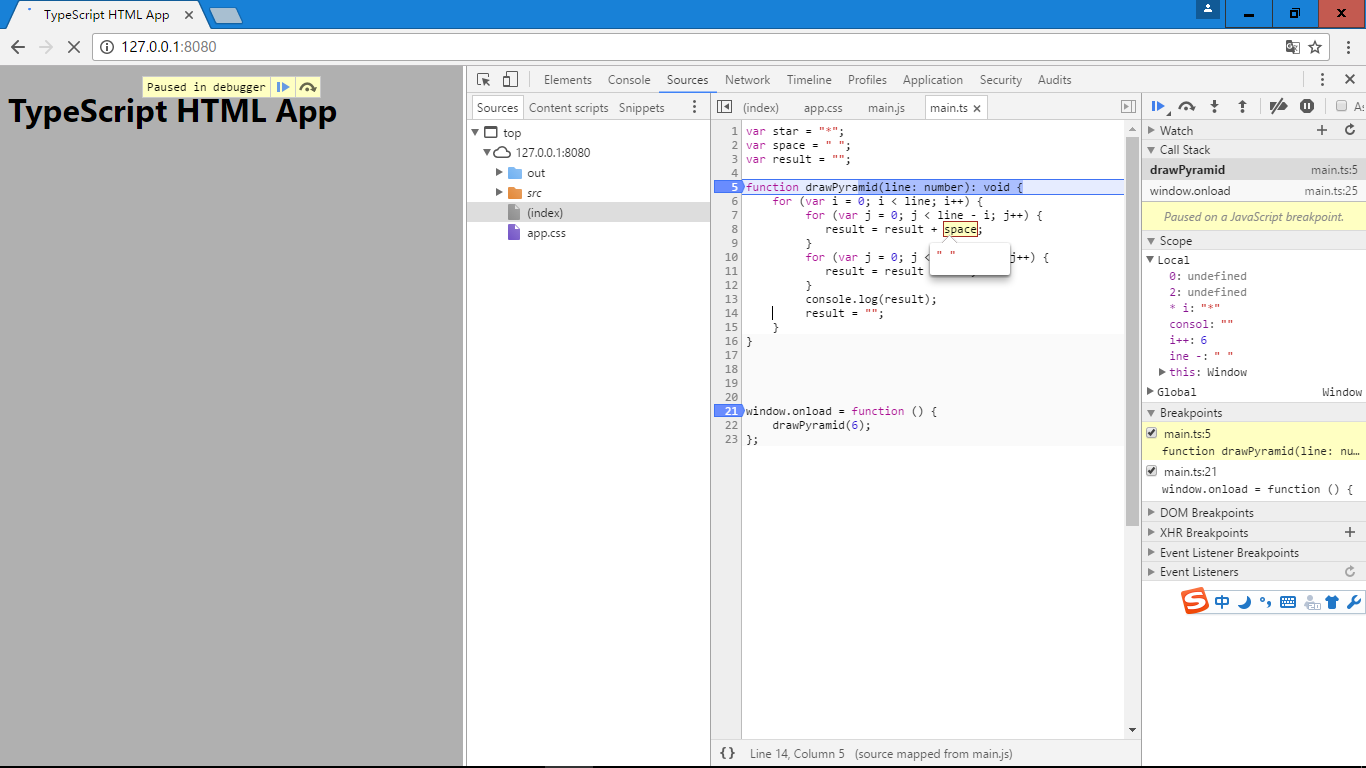 TypeScript HTML App
127.0.0.1:8080
Paused in debugger
TypeScript HTML App
Elements Console Sources Network Timeline Profiles Application Security Audits
Sources Content scripts Snippets
top
127.0.0.1:8080
out
src
(index)
app.css
(index) app.css main.js main.ts
1 var star = "*";
2 var space = " ";
3 var result = "";
4
5 function drawPyramid(line: number): void {
6 for (var i = 0; i < line; i++) {
7 for (var j = 0; j < line - i; j++) {
8 result = result + space;
9 }
" "
10 for (var j = 0; j < j++) {
11 result = result
12 }
13 console.log(result);
14 result = "";
15 }
16 }
17
18
19
20
21 window.onload = function () {
22 drawPyramid(6);
23 };
{} Line 14, Column 5 (source mapped from main.js)
As
Watch
Call Stack
drawPyramid main.ts:5
window.onload main.ts:25
Paused on a JavaScript breakpoint.
Scope
Local
0: undefined
2: undefined
* i: "*"
consol: ""
i++: 6
ine -: " "
this: Window
Global Window
Breakpoints
main.ts:5
function drawPyramid(line: nu…
main.ts:21
window.onload = function () {
DOM Breakpoints
XHR Breakpoints
Event Listener Breakpoints
Event Listeners
S 中